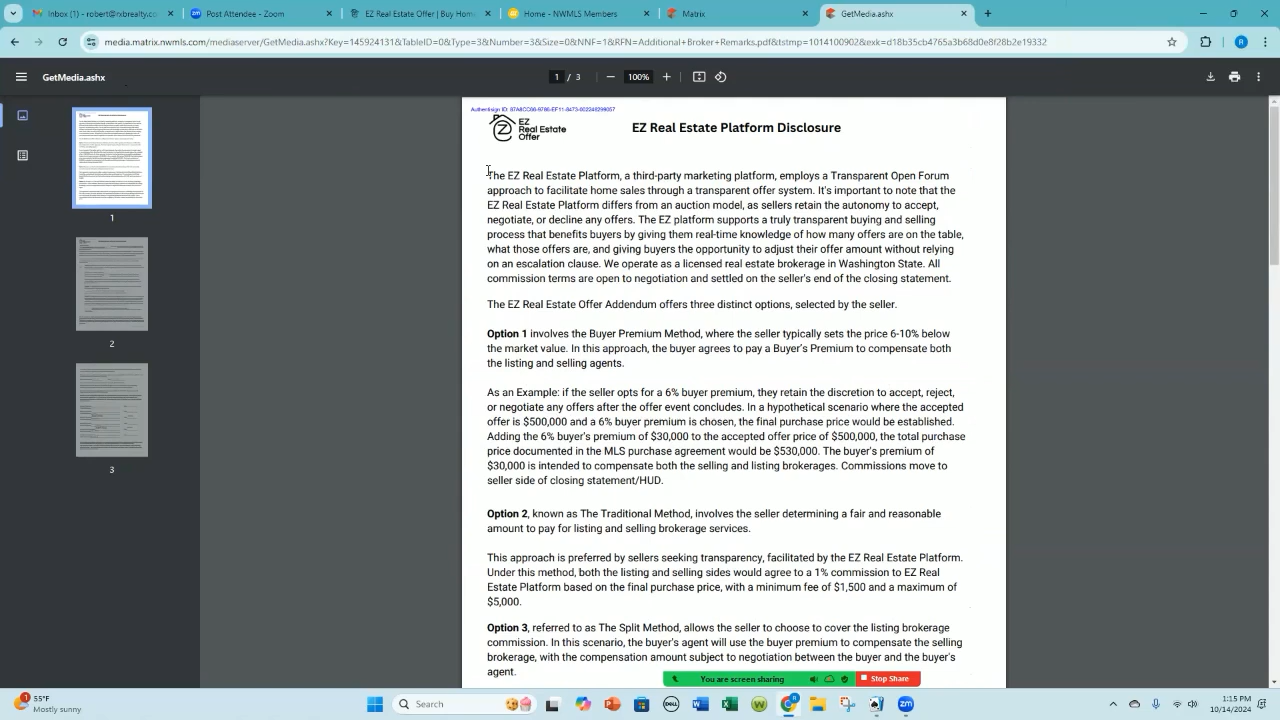 Inbox (1) - robert@rxbrealty.co
Post Attendee - Zoom
EZ Real Estate Offer | Buy Hom
Home - NWMLS Members
Matrix
GetMedia.ashx
media.matrix.nwmls.com/mediaserver/GetMedia.ashx?Key=145924131&TableID=0&Type=3&Number=3&Size=0&NNF=1&RFN=Additional+Broker+Remarks.pdf&tstmp=1014100902&exk=d18b35cb4765a3b68d0e8f28b2e19332
GetMedia.ashx
1 / 3
100%
EZ
Real Estate
Offer
EZ Real Estate Platform Disclosure
The EZ Real Estate Platform, a third-party marketing platform, employs a Transparent Open Forum
approach to facilitate home sales through a transparent offer system. It's important to note that the
EZ Real Estate Platform differs from an auction model, as sellers retain the autonomy to accept,
negotiate, or decline any offers. The EZ platform supports a truly transparent buying and selling
process that benefits buyers by giving them real-time knowledge of how many offers are on the table,
what those offers are, and giving buyers the opportunity to adjust their offer amount without relying
on an escalation clause. We operate as a licensed real estate brokerage in Washington State. All
commission terms are open to negotiation and settled on the seller's end of the closing statement.
The EZ Real Estate Offer Addendum offers three distinct options, selected by the seller.
Option 1 involves the Buyer Premium Method, where the seller typically sets the price 6-10% below
the market value. In this approach, the buyer agrees to pay a Buyer's Premium to compensate both
the listing and selling agents.
As an Example: if the seller opts for a 6% buyer premium, they retain the discretion to accept, reject,
or negotiate any offers after the offer event concludes. In a hypothetical scenario where the accepted
offer is $500,000 and a 6% buyer premium is chosen, the final purchase price would be established.
Adding the 6% buyer's premium of $30,000 to the accepted offer price of $500,000, the total purchase
price documented in the MLS purchase agreement would be $530,000. The buyer's premium of
$30,000 is intended to compensate both the selling and listing brokerages. Commissions move to
seller side of closing statement/HUD.
Option 2, known as The Traditional Method, involves the seller determining a fair and reasonable
amount to pay for listing and selling brokerage services.
This approach is preferred by sellers seeking transparency, facilitated by the EZ Real Estate Platform.
Under this method, both the listing and selling sides would agree to a 1% commission to EZ Real
Estate Platform based on the final purchase price, with a minimum fee of $1,500 and a maximum of
$5,000.
Option 3, referred to as The Split Method, allows the seller to choose to cover the listing brokerage
commission. In this scenario, the buyer's agent will use the buyer premium to compensate the selling
brokerage, with the compensation amount subject to negotiation between the buyer and the buyer's
agent.
1
2
3
You are screen sharing
Stop Share
55°F
Mostly sunny
Search
1:15 PM
10/14/2024